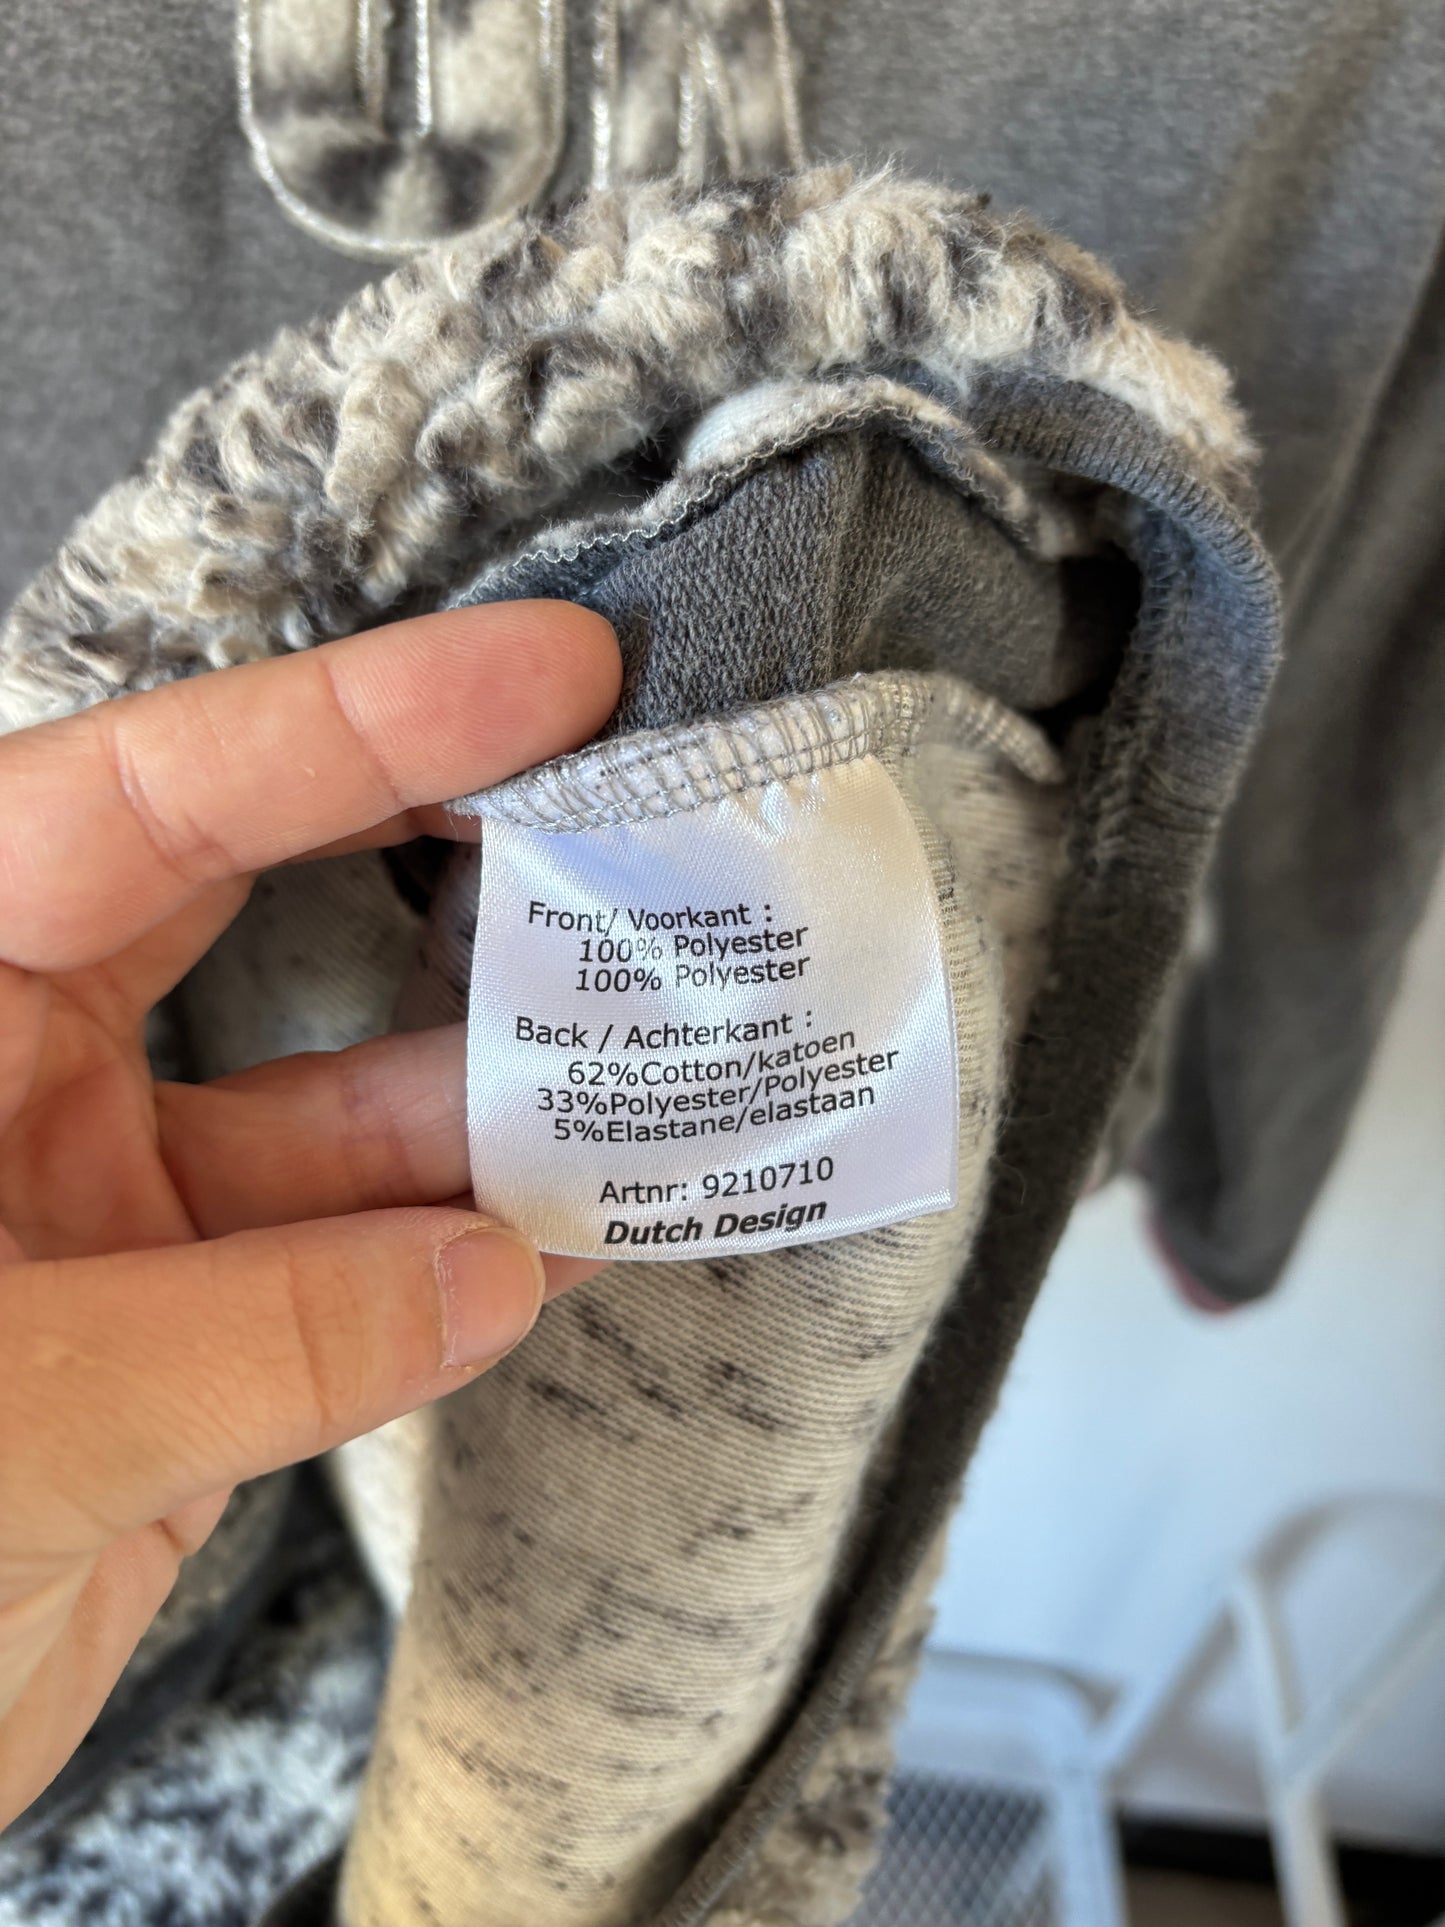 Front/ Voorkant :
100% Polyester
100% Polyester
Back / Achterkant :
62%Cotton/katoen
33%Polyester/Polyester
5%Elastane/elastaan
Artnr: 9210710
Dutch Design